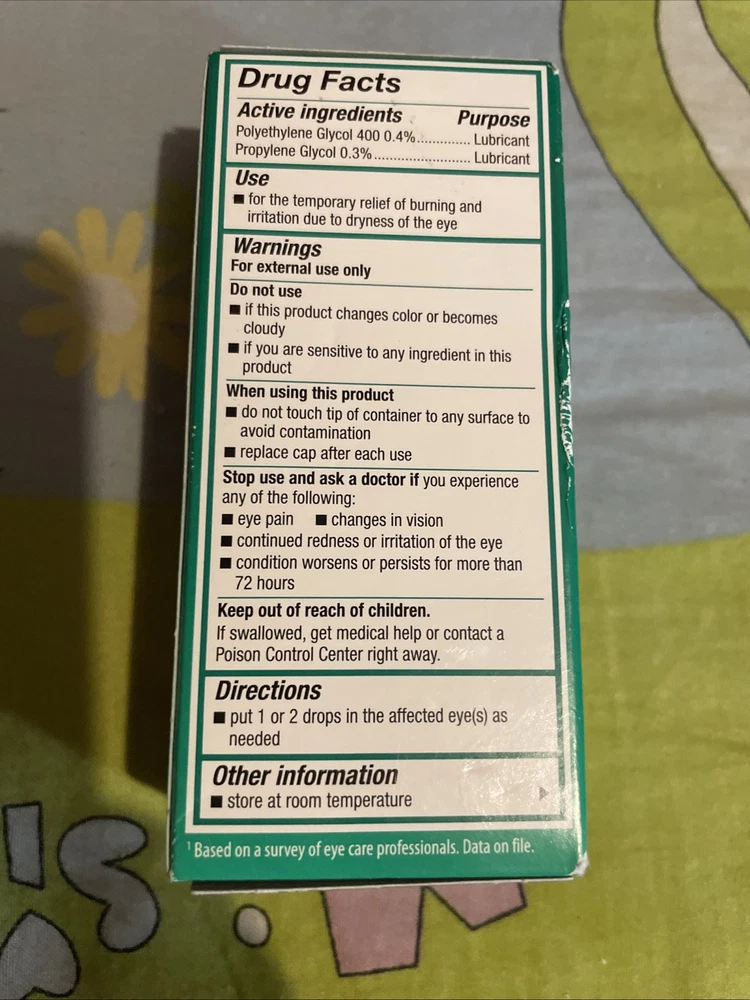 Drug Facts
Active ingredients Purpose
Polyethylene Glycol 400 0.4%............. Lubricant
Propylene Glycol 0.3%........................ Lubricant
Use
■ for the temporary relief of burning and
irritation due to dryness of the eye
Warnings
For external use only
Do not use
■ if this product changes color or becomes
cloudy
■ if you are sensitive to any ingredient in this
product
When using this product
■ do not touch tip of container to any surface to
avoid contamination
■ replace cap after each use
Stop use and ask a doctor if you experience
any of the following:
■ eye pain ■ changes in vision
■ continued redness or irritation of the eye
■ condition worsens or persists for more than
72 hours
Keep out of reach of children.
If swallowed, get medical help or contact a
Poison Control Center right away.
Directions
■ put 1 or 2 drops in the affected eye(s) as
needed
Other information
■ store at room temperature
¹ Based on a survey of eye care professionals. Data on file.